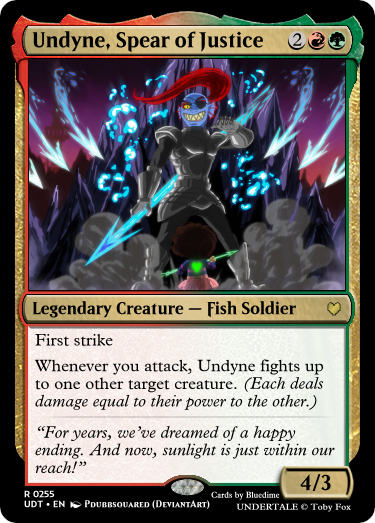 Undyne, Spear of Justice 2
Legendary Creature — Fish Soldier
First strike
Whenever you attack, Undyne fights up
to one other target creature. (Each deals
damage equal to their power to the other.)
“For years, we’ve dreamed of a happy
ending. And now, sunlight is just within our
reach!”
4/3
R 0255
UDT • EN Poubbsquared (DeviantArt)
Cards by Bluedime
UNDERTALE © Toby Fox